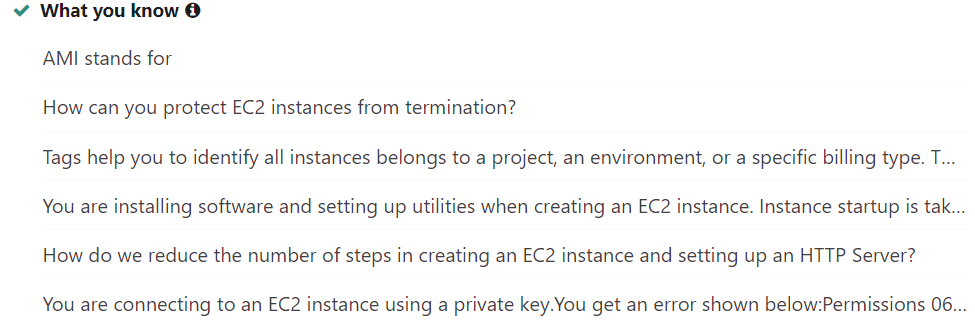 What you know
AMI stands for
How can you protect EC2 instances from termination?
Tags help you to identify all instances belongs to a project, an environment, or a specific billing type. T...
You are installing software and setting up utilities when creating an EC2 instance. Instance startup is tak...
How do we reduce the number of steps in creating an EC2 instance and setting up an HTTP Server?
You are connecting to an EC2 instance using a private key.You get an error shown below:Permissions 06...